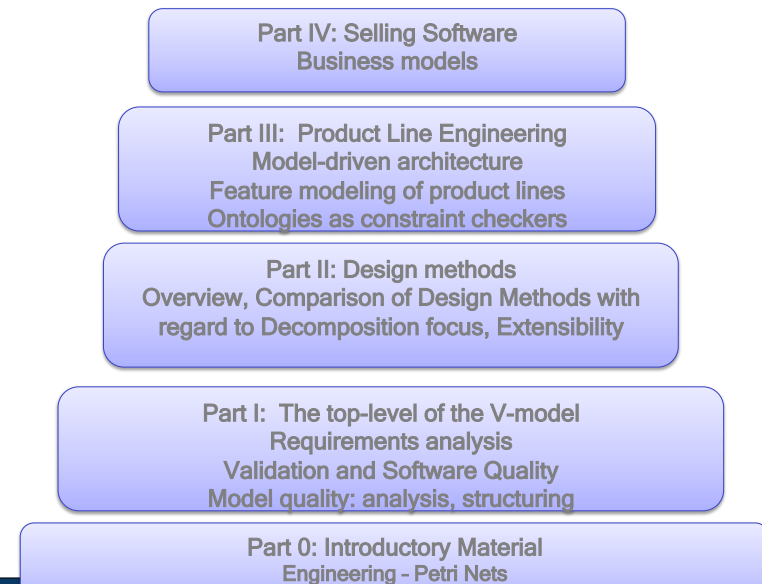 Part IV: Selling Software
Business models
Part III: Product Line Engineering
Model-driven architecture
Feature modeling of product lines
Ontologies as constraint checkers
Part II: Design methods
Overview, Comparison of Design Methods with
regard to Decomposition focus, Extensibility
Part I: The top-level of the V-model
Requirements analysis
Validation and Software Quality
Model quality: analysis, structuring
Part 0: Introductory Material
Engineering - Petri Nets